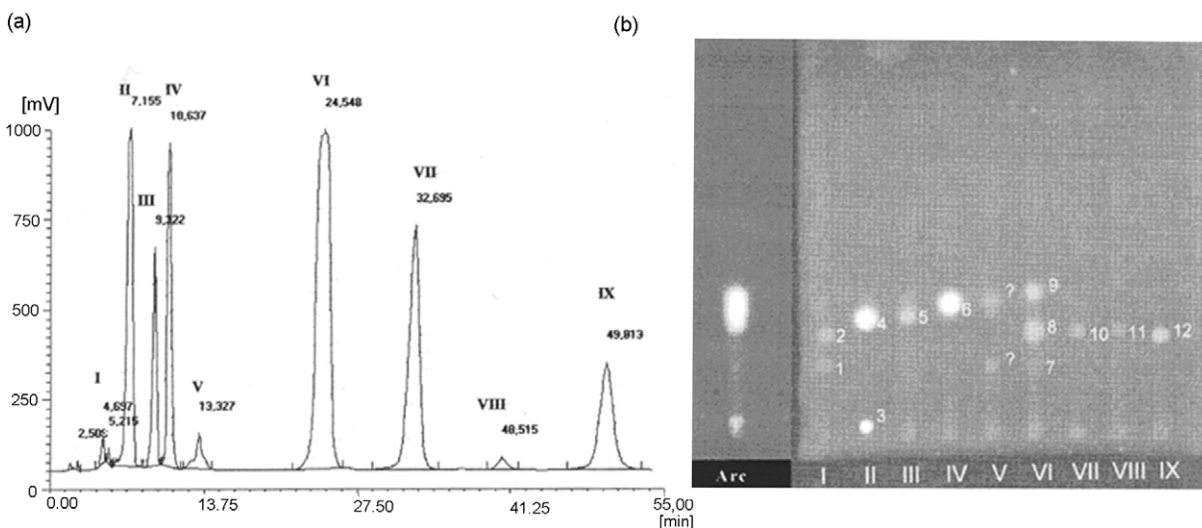 (a)
(b)
[mV]
1000
750
500
250
0
0.00
13.75
27.50
41.25
55,00
[min]
I
4,697
5,215
II
7,155
III
9,322
IV
10,637
V
13,327
VI
24,548
VII
32,695
VIII
40,515
IX
49,813
? 9
2 4 5 6 8 10 11 12
1 ? 7
3
Arc I II III IV V VI VII VIII IX